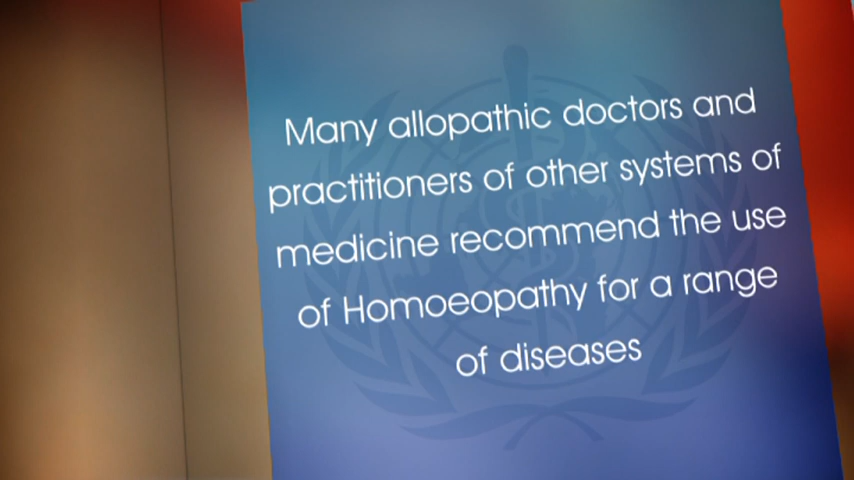 Many allopathic doctors and
practitioners of other systems of
medicine recommend the use
of Homoeopathy for a range
of diseases